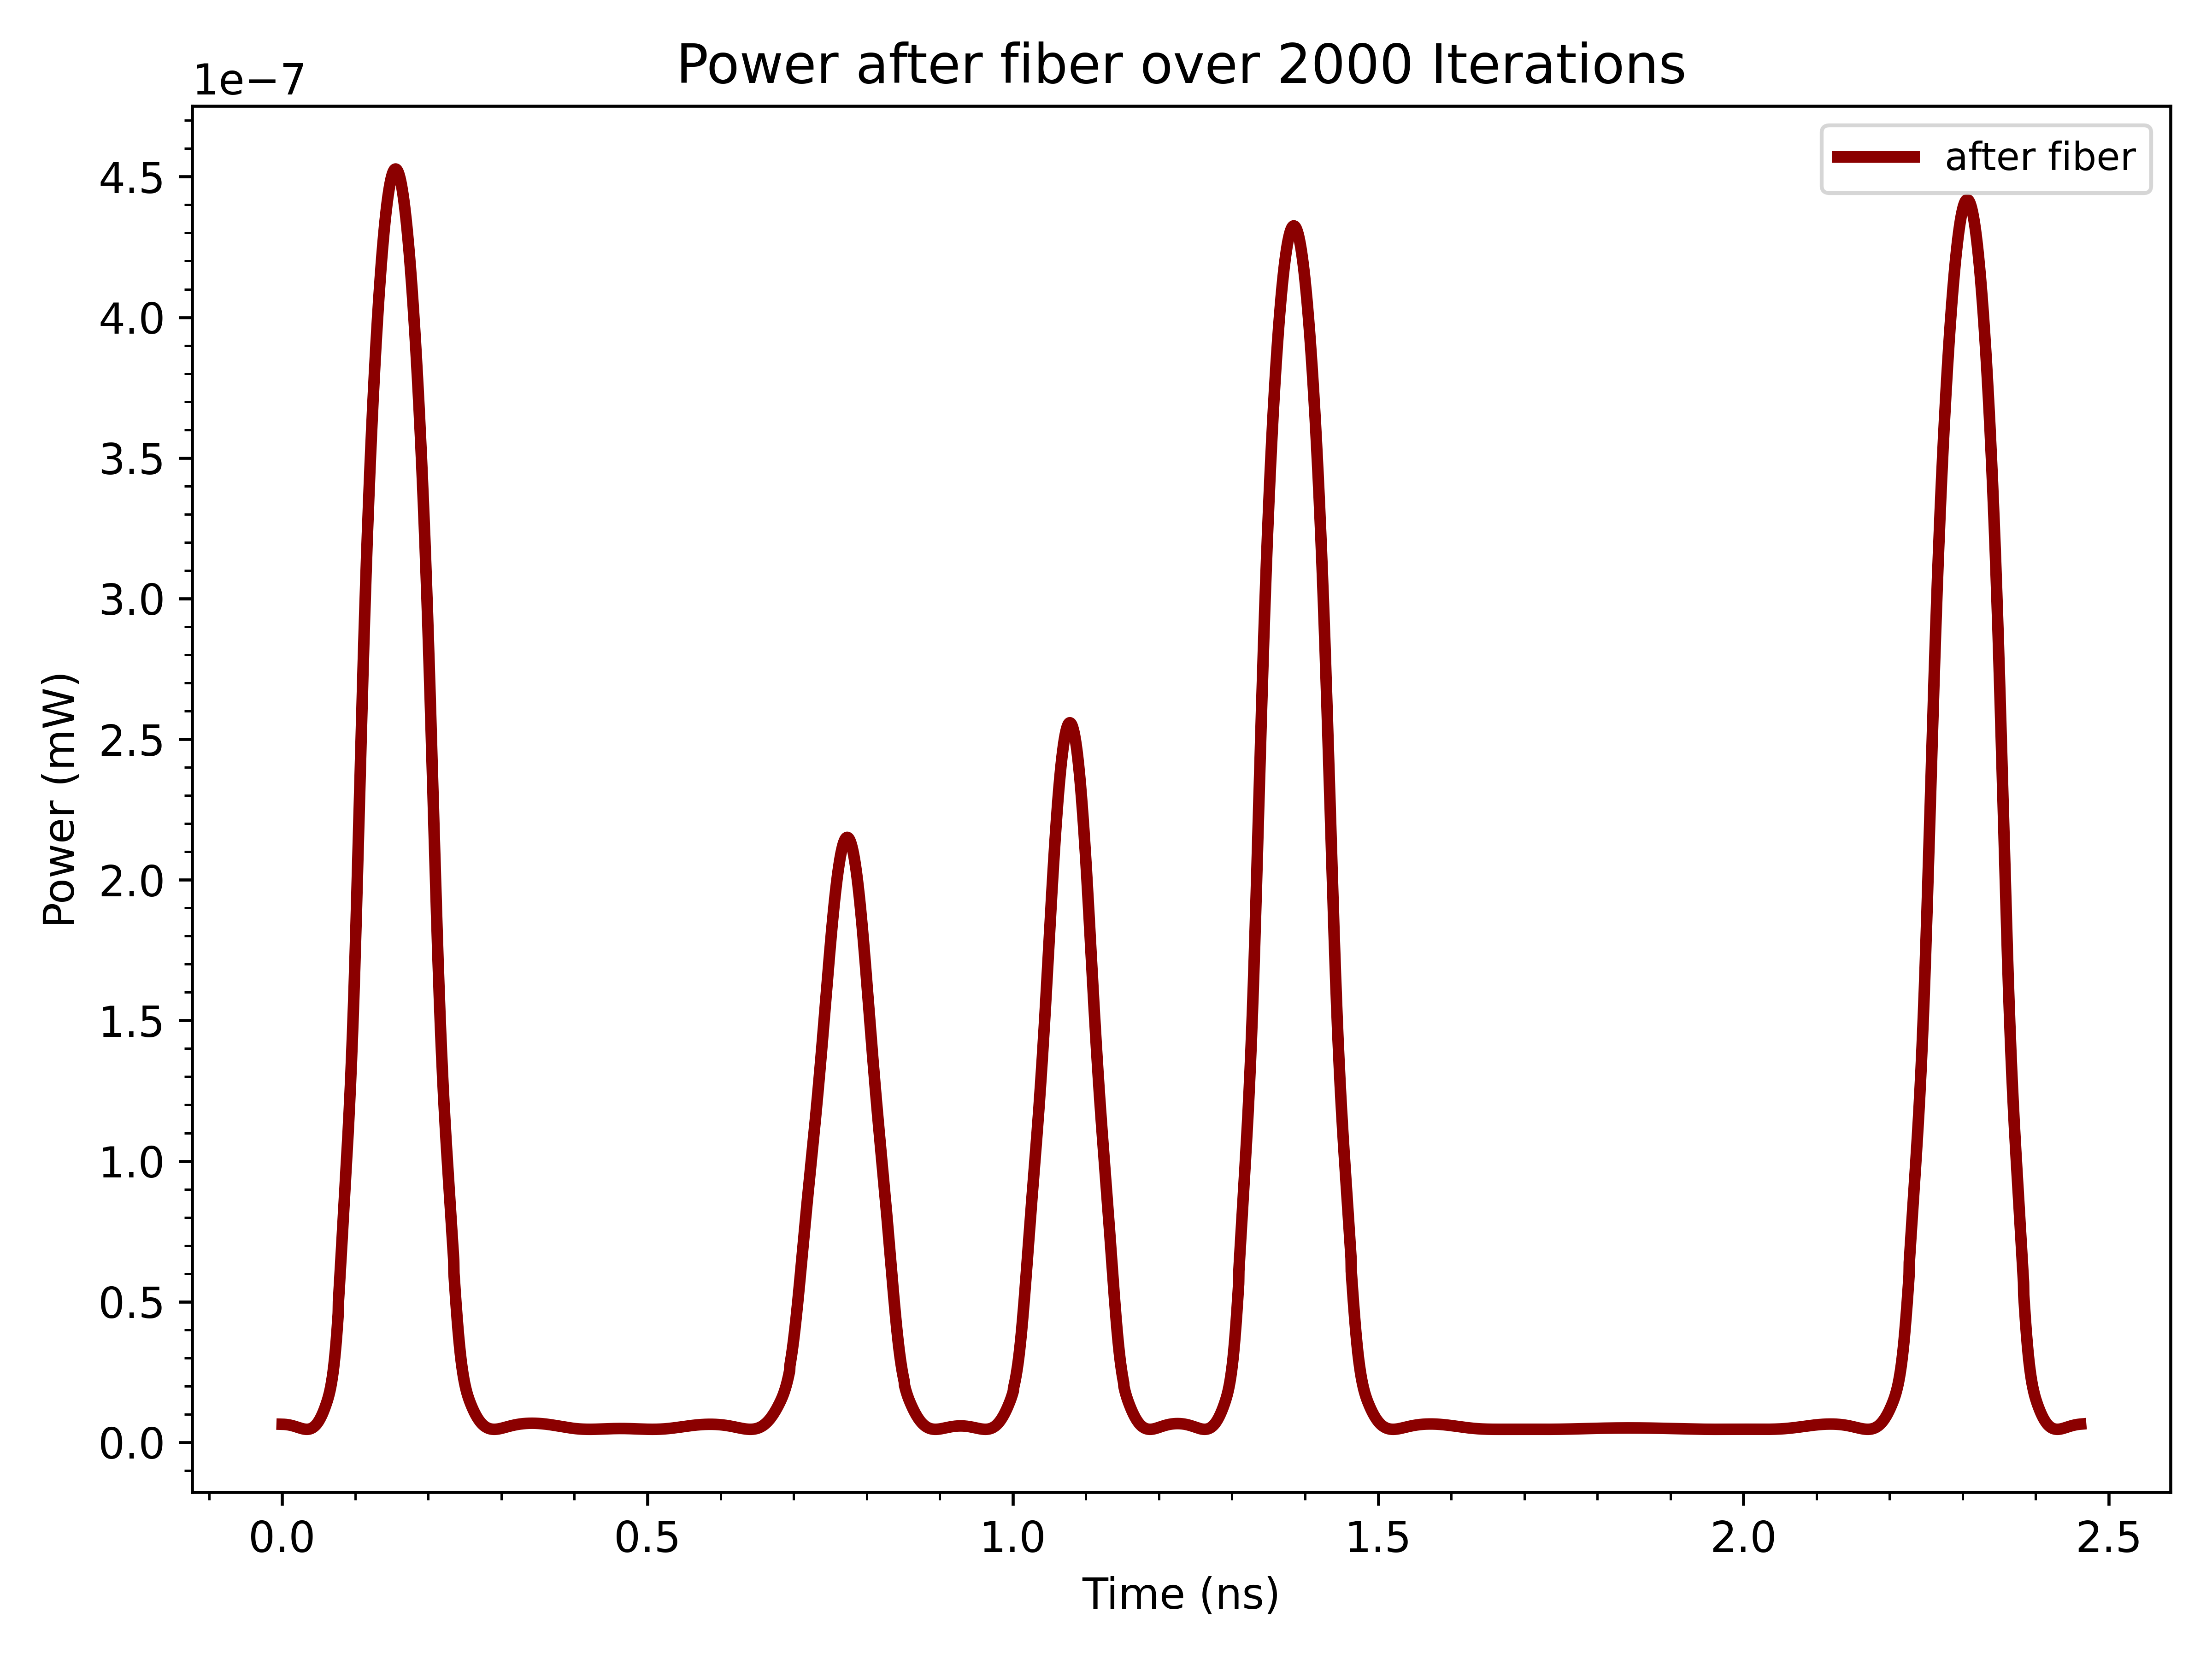 Power after fiber over 2000 Iterations
1e−7
after fiber
4.5
4.0
3.5
3.0
2.5
2.0
1.5
1.0
0.5
0.0
Power (mW)
0.0 0.5 1.0 1.5 2.0 2.5
Time (ns)